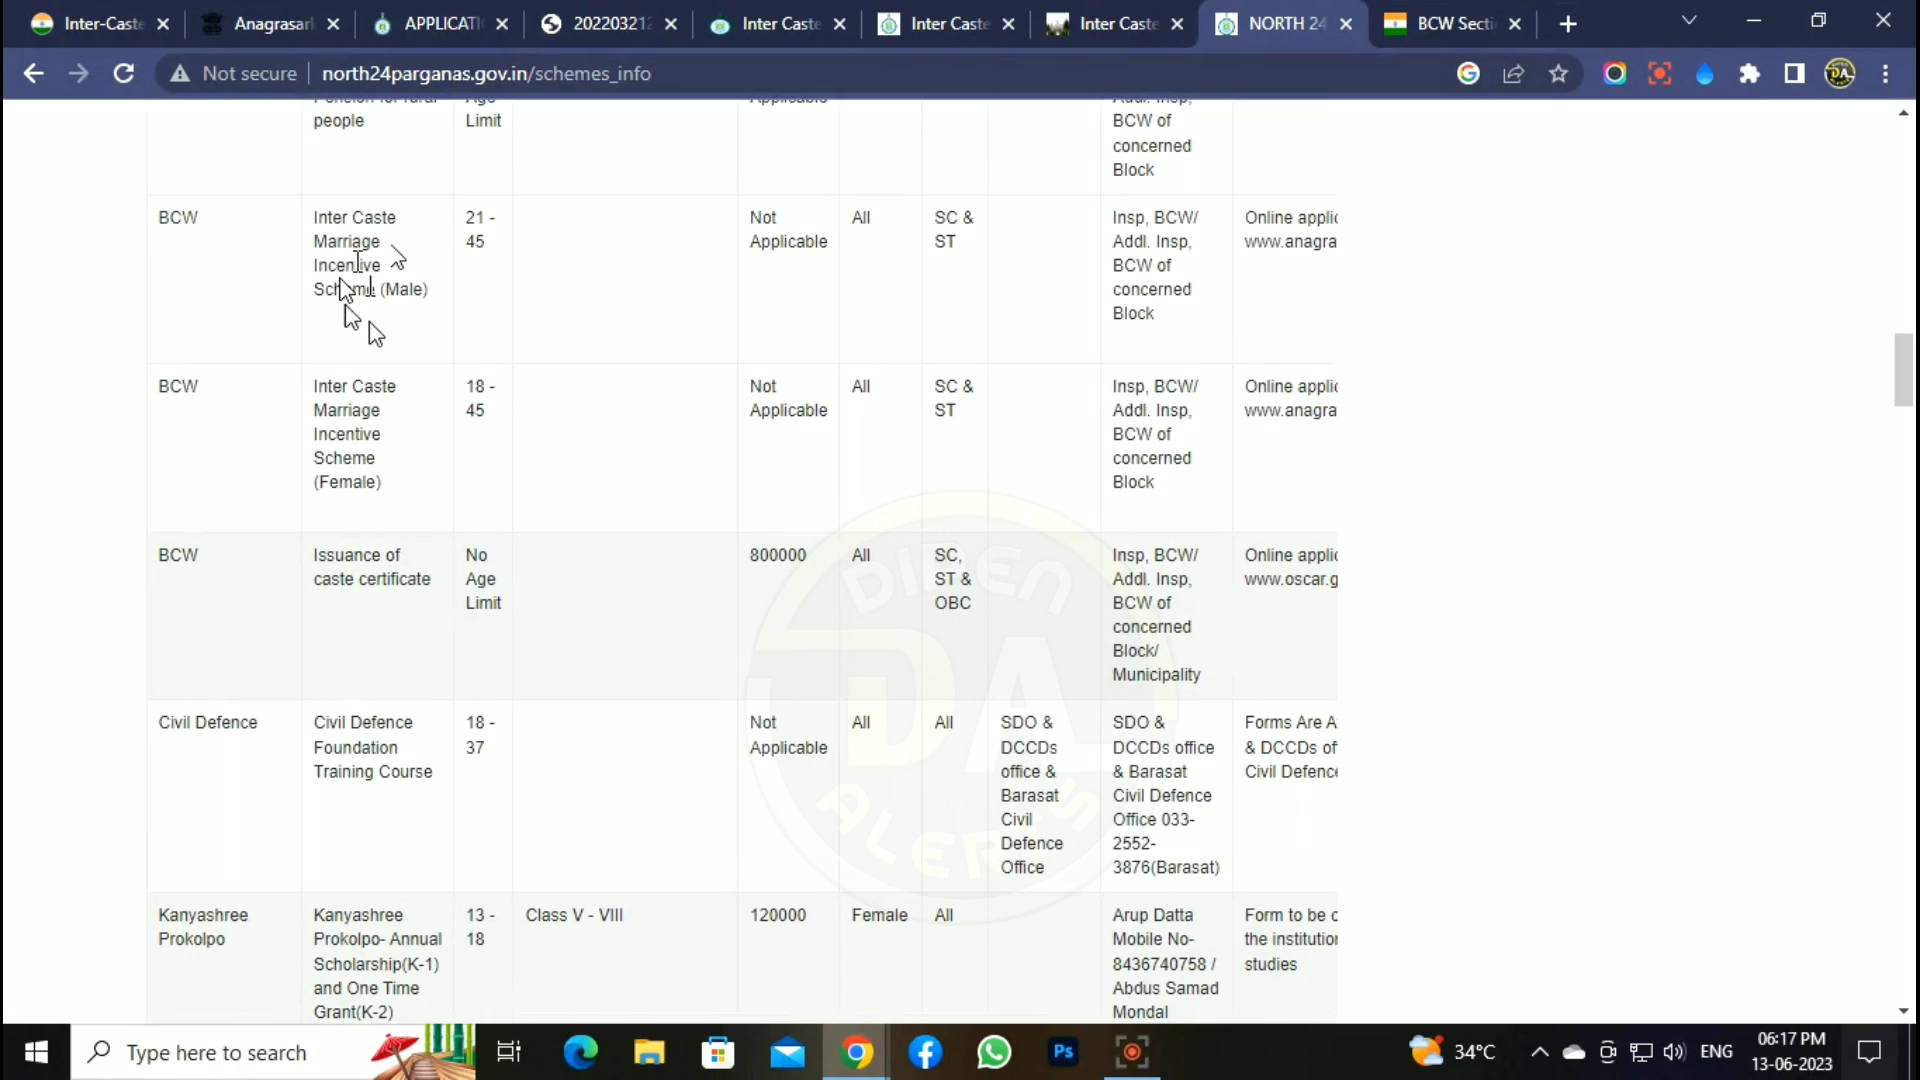 Inter-Caste
Anagrasar
APPLICATI
202203212
Inter Caste
Inter Caste
Inter Caste
NORTH 24
BCW Secti
Not secure
north24parganas.gov.in/schemes_info
people
Limit
BCW of
concerned
Block
BCW
Inter Caste
Marriage
Incentive
Scheme (Male)
21 -
45
Not
Applicable
All
SC &
ST
Insp, BCW/
Addl. Insp,
BCW of
concerned
Block
Online applic
www.anagra
BCW
Inter Caste
Marriage
Incentive
Scheme
(Female)
18 -
45
Not
Applicable
All
SC &
ST
Insp, BCW/
Addl. Insp,
BCW of
concerned
Block
Online applic
www.anagra
BCW
Issuance of
caste certificate
No
Age
Limit
800000
All
SC,
ST &
OBC
Insp, BCW/
Addl. Insp,
BCW of
concerned
Block/
Municipality
Online applic
www.oscar.g
Civil Defence
Civil Defence
Foundation
Training Course
18 -
37
Not
Applicable
All
All
SDO &
DCCDs
office &
Barasat
Civil
Defence
Office
SDO &
DCCDs office
& Barasat
Civil Defence
Office 033-
2552-
3876(Barasat)
Forms Are A
& DCCDs of
Civil Defence
Kanyashree
Prokolpo
Kanyashree
Prokolpo- Annual
Scholarship(K-1)
and One Time
Grant(K-2)
13 -
18
Class V - VIII
120000
Female
All
Arup Datta
Mobile No-
8436740758 /
Abdus Samad
Mondal
Form to be c
the institution
studies
DIPEN
DA
ALERTS
Type here to search
Ps
34°C
ENG
06:17 PM
13-06-2023